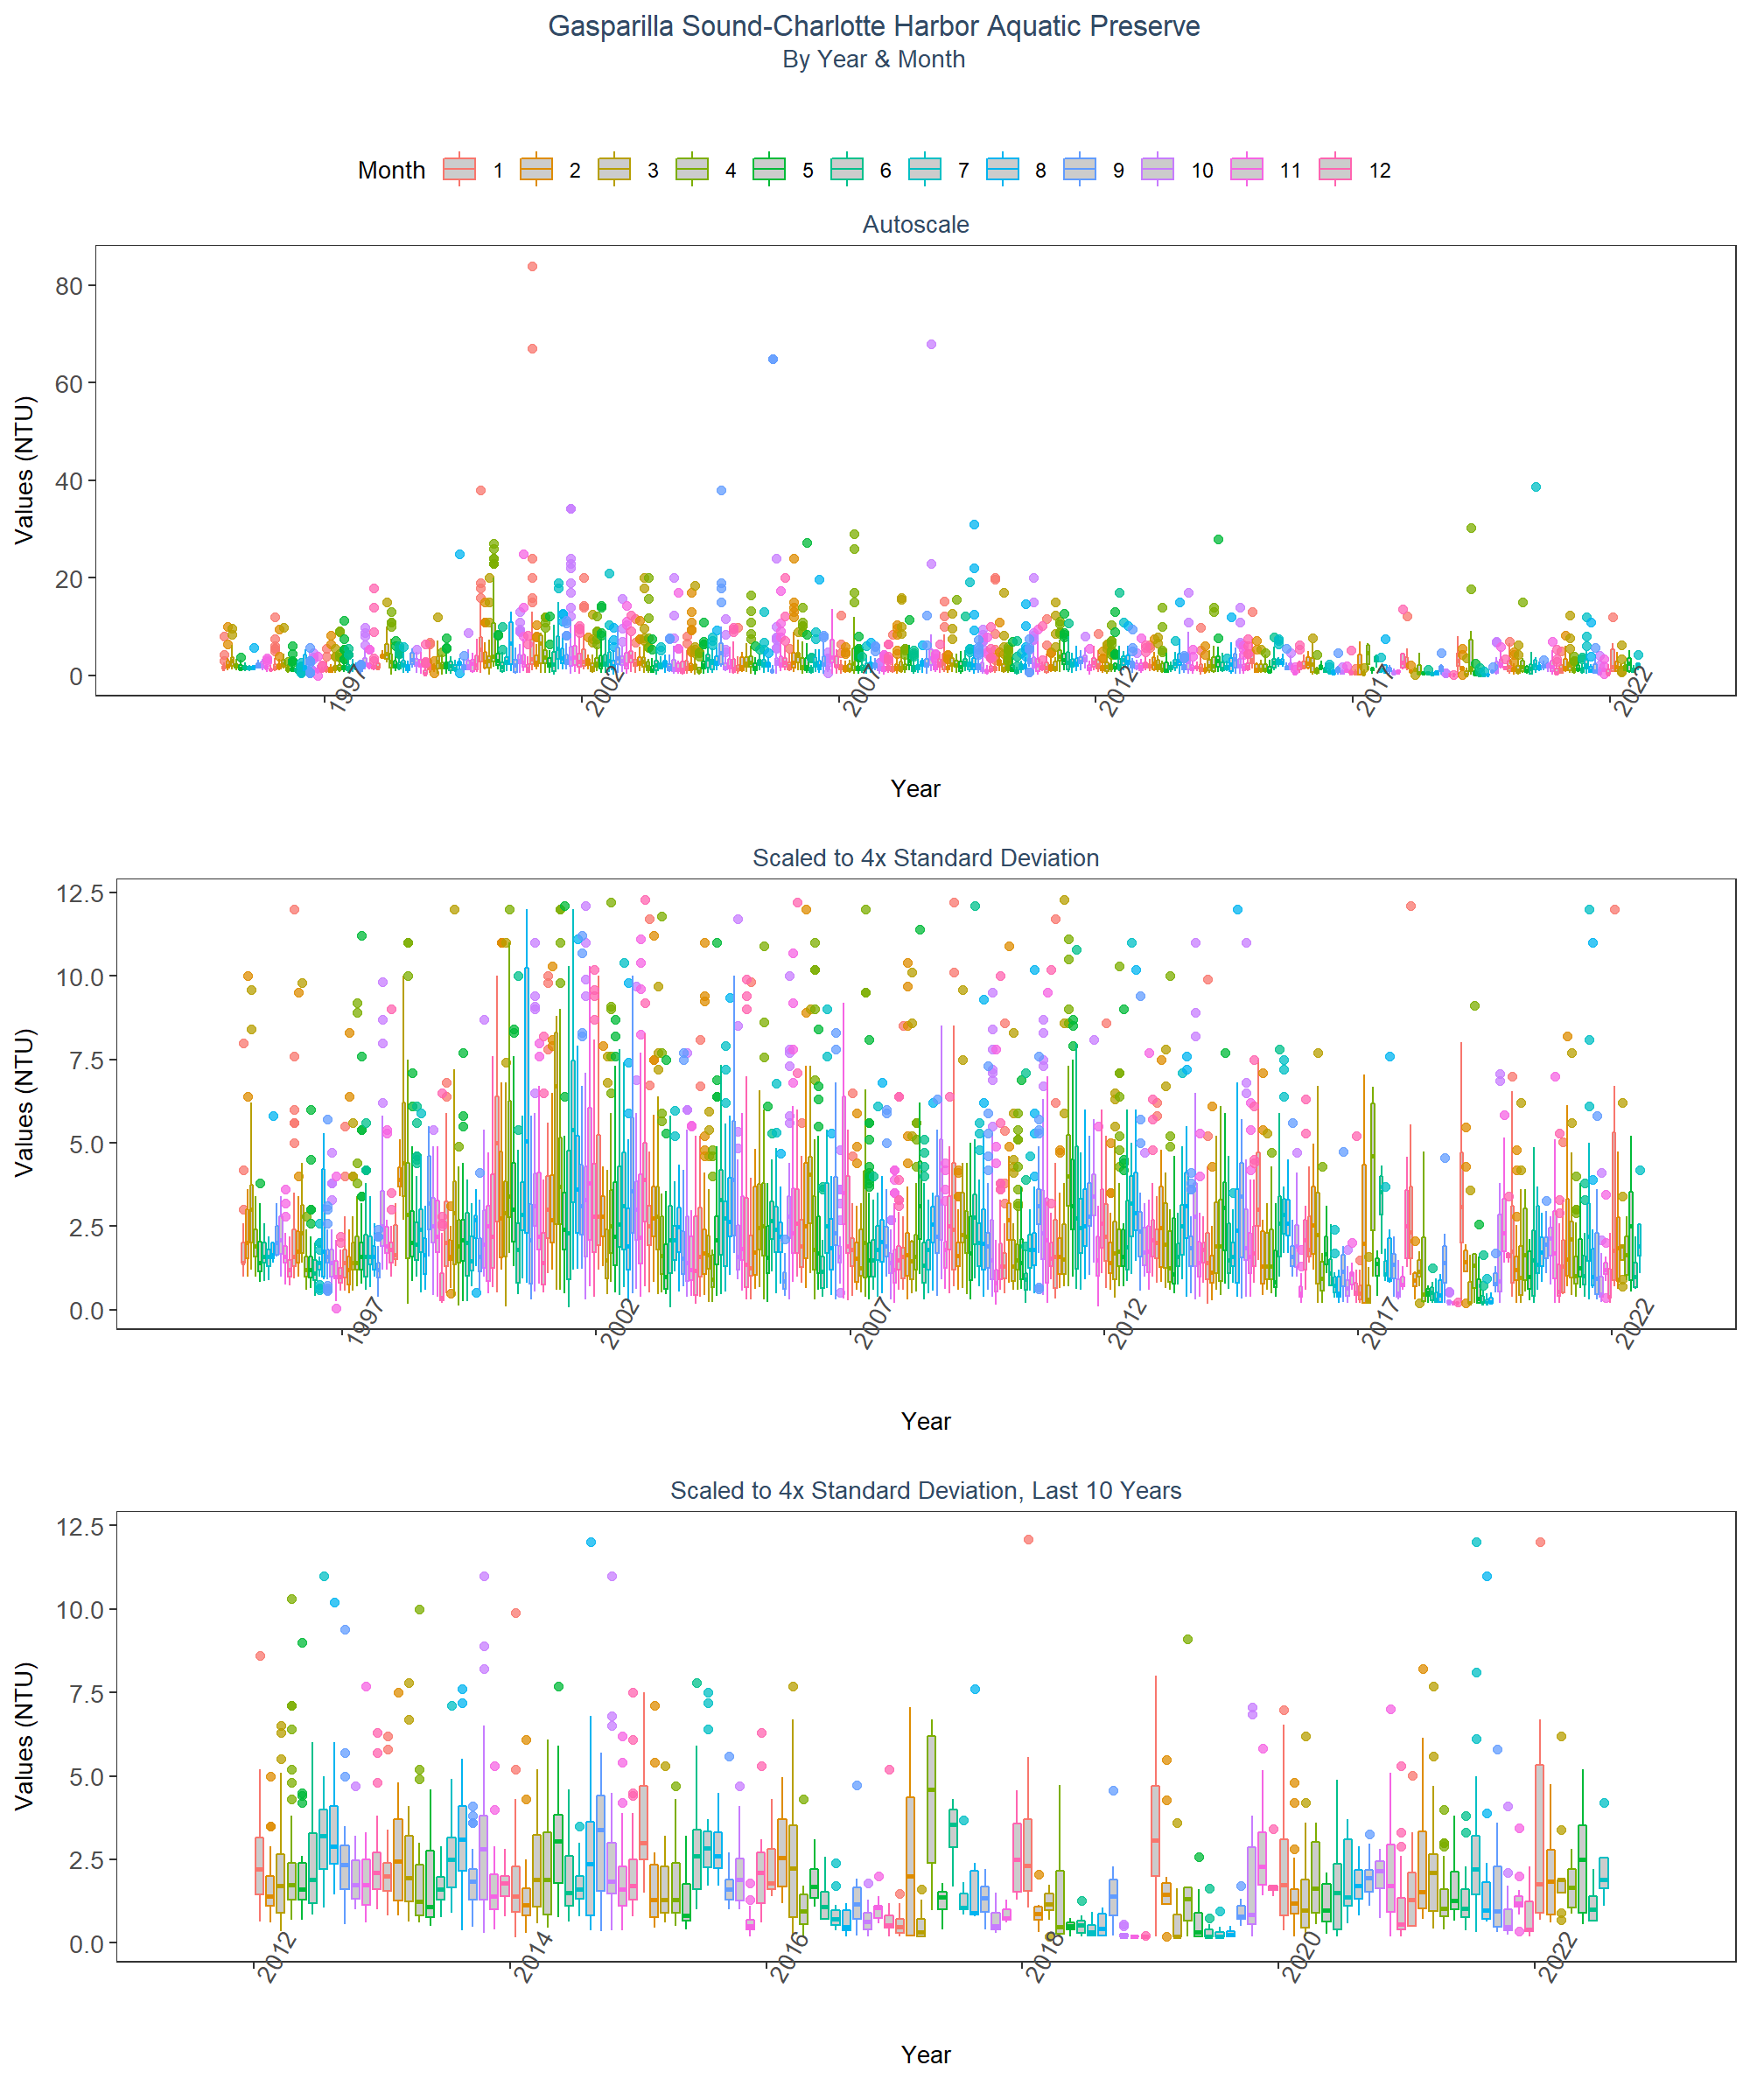 Gasparilla Sound-Charlotte Harbor Aquatic Preserve
By Year & Month
Month 1 2 3 4 5 6 7 8 9 10 11 12
Autoscale
Values (NTU)
80
60
40
20
0
1997 2002 2007 2012 2017 2022
Year
Scaled to 4x Standard Deviation
Values (NTU)
12.5
10.0
7.5
5.0
2.5
0.0
1997 2002 2007 2012 2017 2022
Year
Scaled to 4x Standard Deviation, Last 10 Years
Values (NTU)
12.5
10.0
7.5
5.0
2.5
0.0
2012 2014 2016 2018 2020 2022
Year